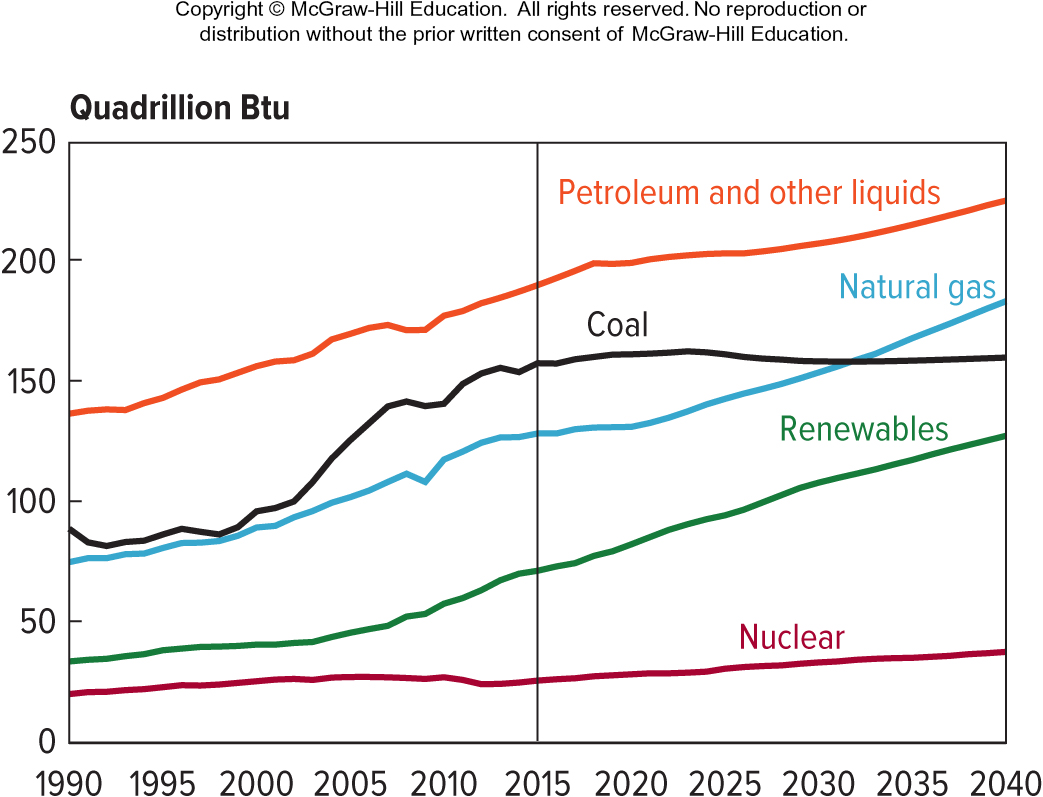 Copyright © McGraw-Hill Education. All rights reserved. No reproduction or
distribution without the prior written consent of McGraw-Hill Education.
Quadrillion Btu
250
Petroleum and other liquids
200
Natural gas
Coal
150
Renewables
100
50
Nuclear
0
1990 1995 2000 2005 2010 2015 2020 2025 2030 2035 2040